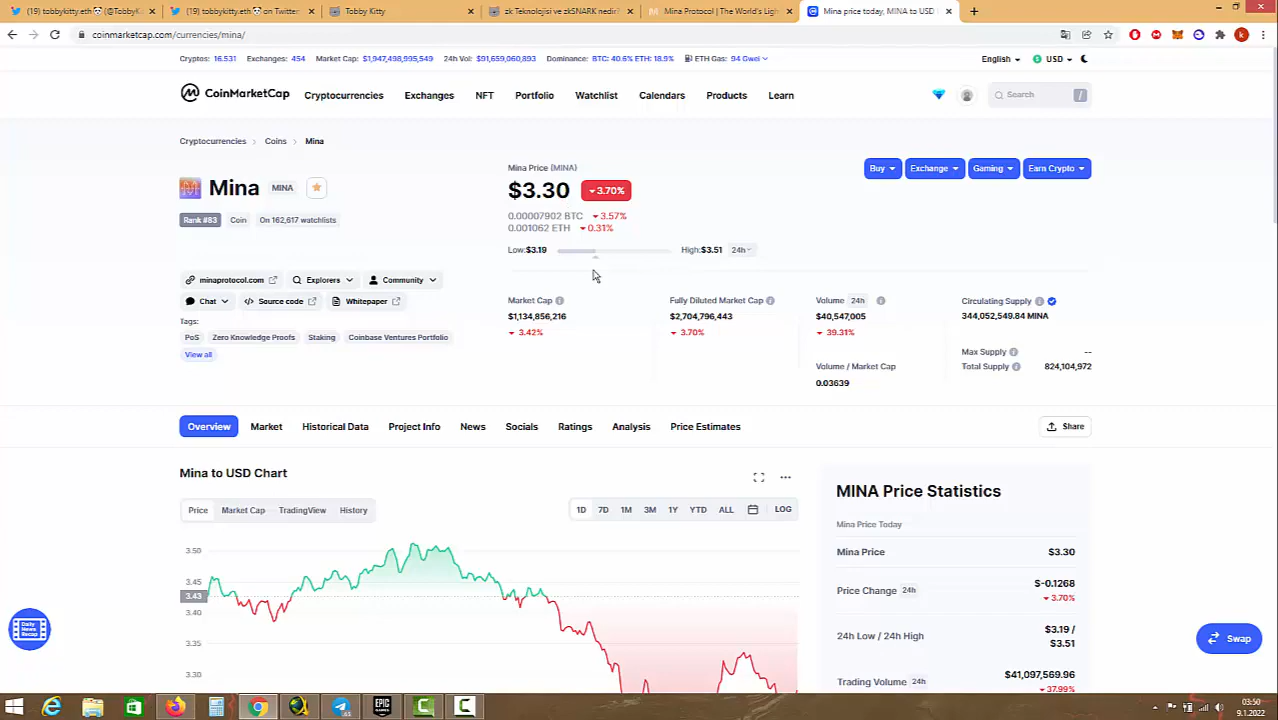 (19) tobbykitty.eth (@TobbyK
(19) tobbykitty.eth on Twitter
Tobby Kitty
zk Teknolojisi ve zkSNARK nedir?
Mina Protocol | The World's Ligh
Mina price today, MINA to USD
coinmarketcap.com/currencies/mina/
Cryptos: 16.531 Exchanges: 454 Market Cap: $1,947,498,995,549 24h Vol: $91,659,060,893 Dominance: BTC: 40.6% ETH: 18.9% ETH Gas: 94 Gwei
English USD
CoinMarketCap Cryptocurrencies Exchanges NFT Portfolio Watchlist Calendars Products Learn Search /
Cryptocurrencies > Coins > Mina
Mina MINA
Rank #83 Coin On 162,617 watchlists
Mina Price (MINA)
$3.30 3.70%
0.00007902 BTC 3.57%
0.001062 ETH 0.31%
Low:$3.19 High:$3.51 24h
Buy Exchange Gaming Earn Crypto
minaprotocol.com Explorers Community
Chat Source code Whitepaper
Tags:
PoS Zero Knowledge Proofs Staking Coinbase Ventures Portfolio
View all
Market Cap
$1,134,856,216
3.42%
Fully Diluted Market Cap
$2,704,796,443
3.70%
Volume 24h
$40,547,005
39.31%
Volume / Market Cap
0.03639
Circulating Supply
344,052,549.84 MINA
Max Supply --
Total Supply 824,104,972
Overview Market Historical Data Project Info News Socials Ratings Analysis Price Estimates Share
Mina to USD Chart
Price Market Cap TradingView History
1D 7D 1M 3M 1Y YTD ALL LOG
3.50
3.45
3.43
3.40
3.35
3.30
MINA Price Statistics
Mina Price Today
Mina Price $3.30
Price Change 24h $-0.1268
3.70%
24h Low / 24h High $3.19 /
$3.51
Trading Volume 24h $41,097,569.96
37.99%
Daily
News
Recap
Swap
EPIC
GAMES
03:50
9.1.2022